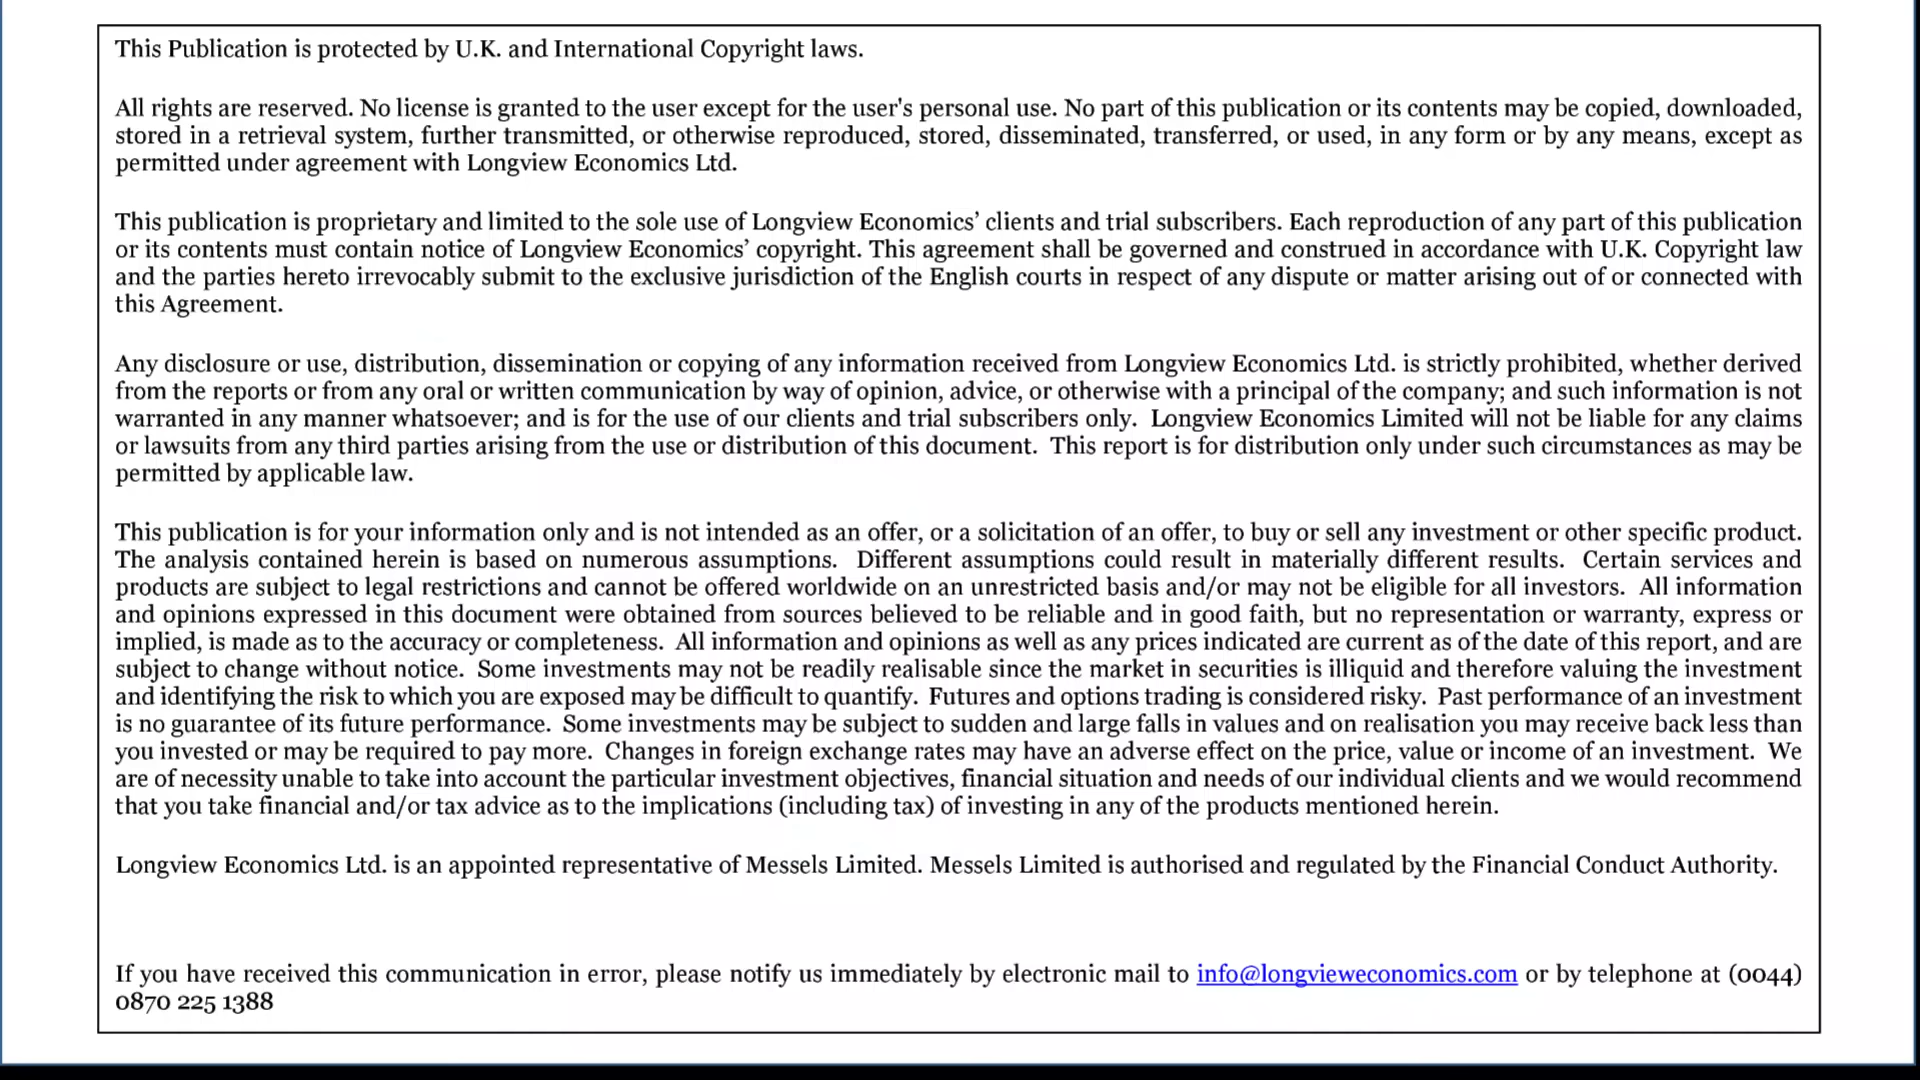 This Publication is protected by U.K. and International Copyright laws.
All rights are reserved. No license is granted to the user except for the user's personal use. No part of this publication or its contents may be copied, downloaded,
stored in a retrieval system, further transmitted, or otherwise reproduced, stored, disseminated, transferred, or used, in any form or by any means, except as
permitted under agreement with Longview Economics Ltd.
This publication is proprietary and limited to the sole use of Longview Economics’ clients and trial subscribers. Each reproduction of any part of this publication
or its contents must contain notice of Longview Economics’ copyright. This agreement shall be governed and construed in accordance with U.K. Copyright law
and the parties hereto irrevocably submit to the exclusive jurisdiction of the English courts in respect of any dispute or matter arising out of or connected with
this Agreement.
Any disclosure or use, distribution, dissemination or copying of any information received from Longview Economics Ltd. is strictly prohibited, whether derived
from the reports or from any oral or written communication by way of opinion, advice, or otherwise with a principal of the company; and such information is not
warranted in any manner whatsoever; and is for the use of our clients and trial subscribers only.  Longview Economics Limited will not be liable for any claims
or lawsuits from any third parties arising from the use or distribution of this document.  This report is for distribution only under such circumstances as may be
permitted by applicable law.
This publication is for your information only and is not intended as an offer, or a solicitation of an offer, to buy or sell any investment or other specific product.
The analysis contained herein is based on numerous assumptions.  Different assumptions could result in materially different results.  Certain services and
products are subject to legal restrictions and cannot be offered worldwide on an unrestricted basis and/or may not be eligible for all investors.  All information
and opinions expressed in this document were obtained from sources believed to be reliable and in good faith, but no representation or warranty, express or
implied, is made as to the accuracy or completeness.  All information and opinions as well as any prices indicated are current as of the date of this report, and are
subject to change without notice.  Some investments may not be readily realisable since the market in securities is illiquid and therefore valuing the investment
and identifying the risk to which you are exposed may be difficult to quantify.  Futures and options trading is considered risky.  Past performance of an investment
is no guarantee of its future performance.  Some investments may be subject to sudden and large falls in values and on realisation you may receive back less than
you invested or may be required to pay more.  Changes in foreign exchange rates may have an adverse effect on the price, value or income of an investment.  We
are of necessity unable to take into account the particular investment objectives, financial situation and needs of our individual clients and we would recommend
that you take financial and/or tax advice as to the implications (including tax) of investing in any of the products mentioned herein.
Longview Economics Ltd. is an appointed representative of Messels Limited. Messels Limited is authorised and regulated by the Financial Conduct Authority.
If you have received this communication in error, please notify us immediately by electronic mail to info@longvieweconomics.com or by telephone at (0044)
0870 225 1388